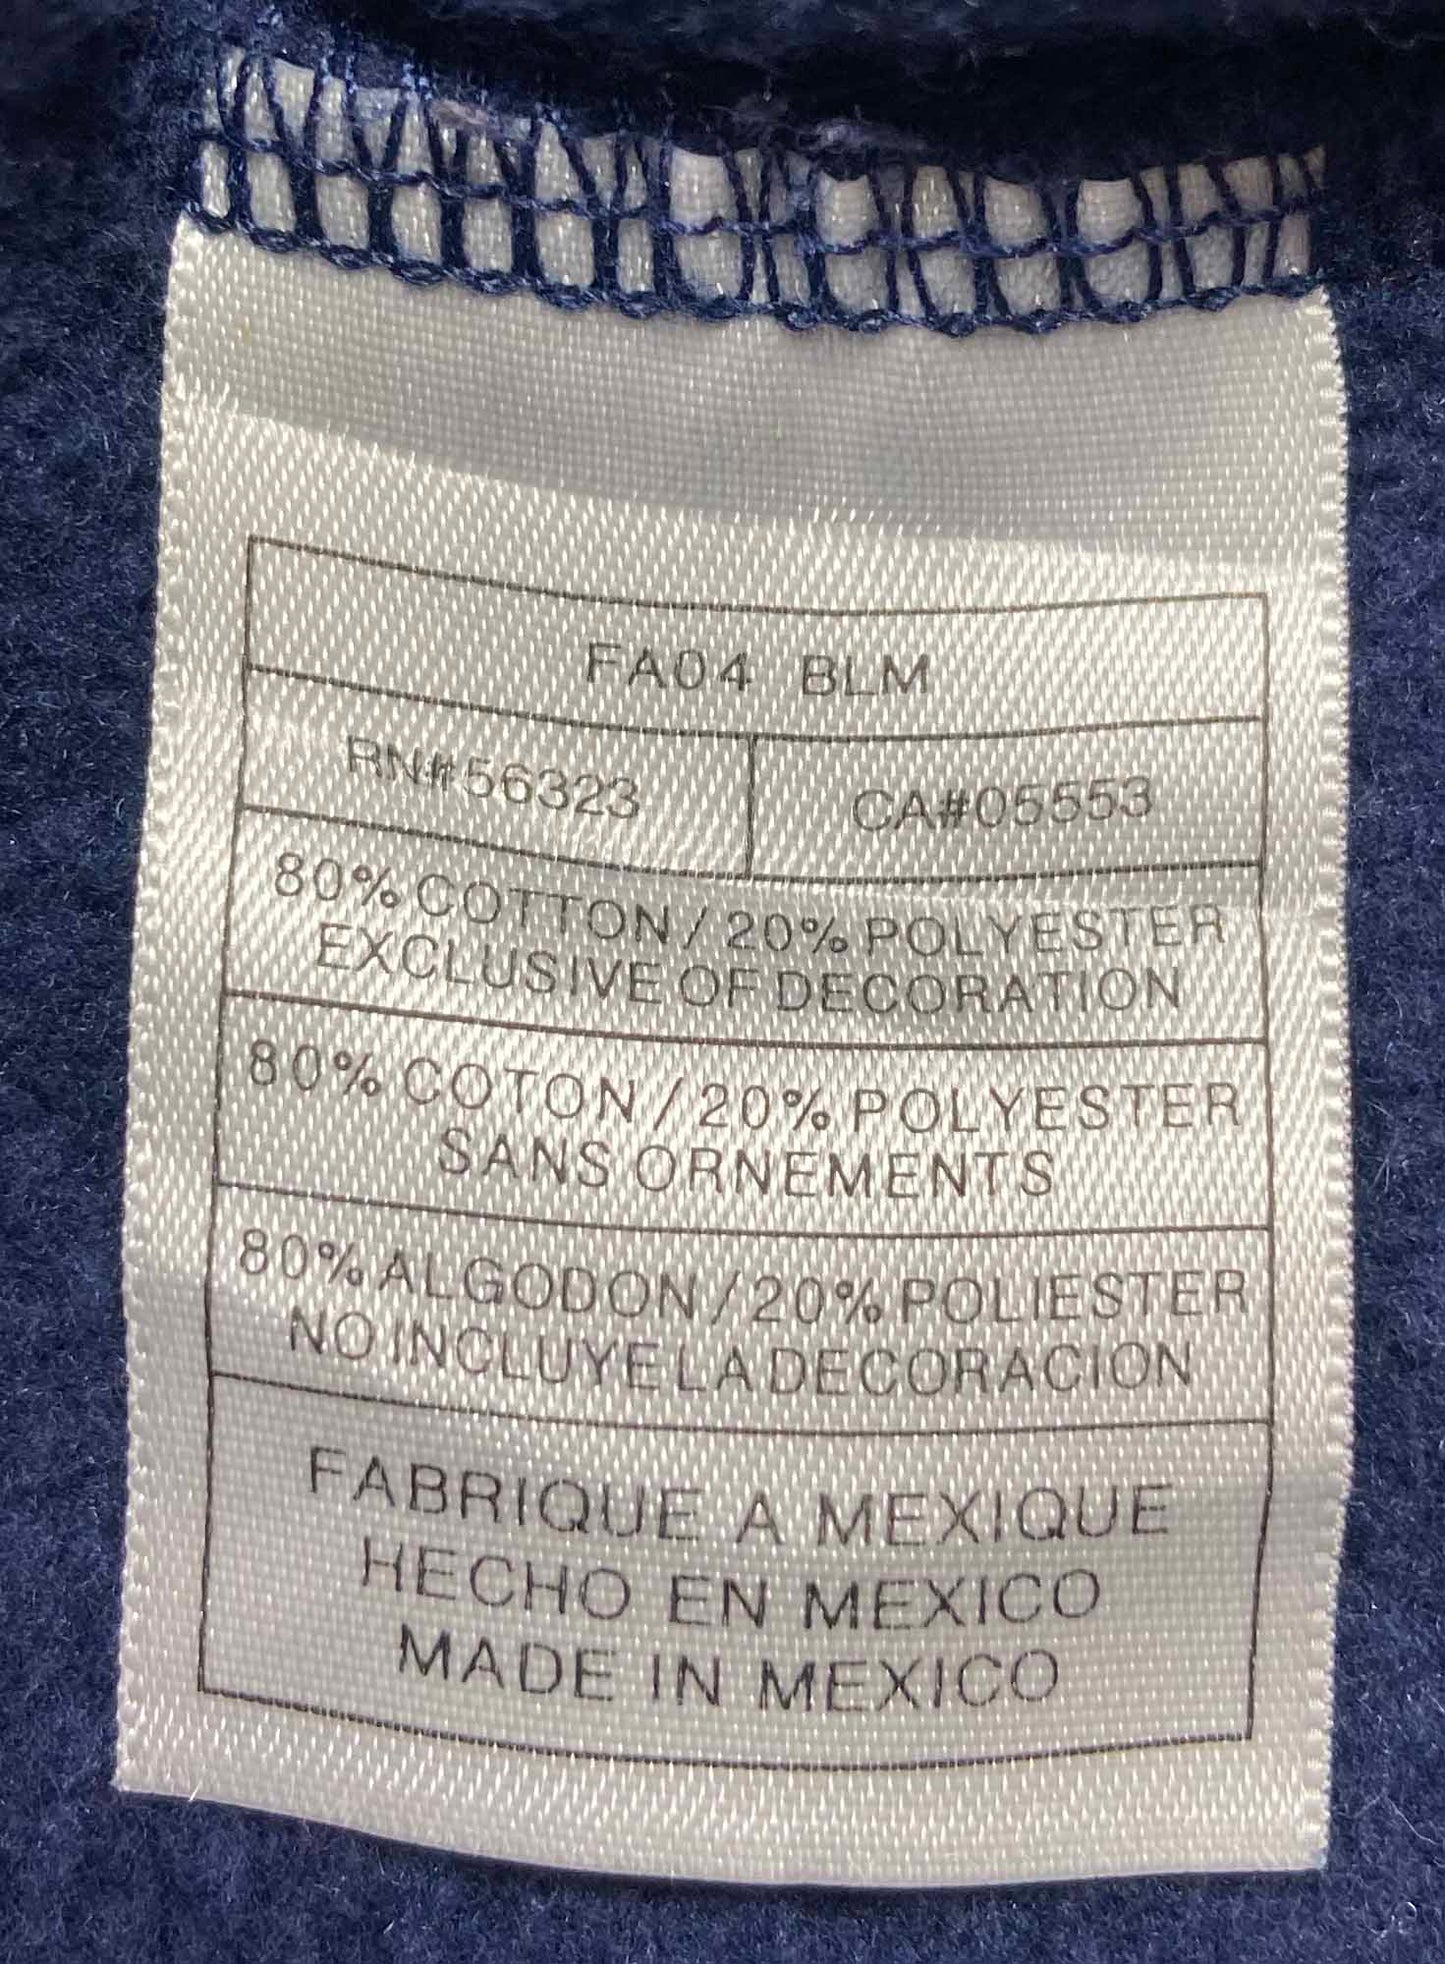 FA04 BLM
RN#56323
CA#05553
80% COTTON / 20% POLYESTER
EXCLUSIVE OF DECORATION
80% COTON / 20% POLYESTER
SANS ORNEMENTS
80% ALGODON / 20% POLIESTER
NO INCLUYE LA DECORACION
FABRIQUE A MEXIQUE
HECHO EN MEXICO
MADE IN MEXICO